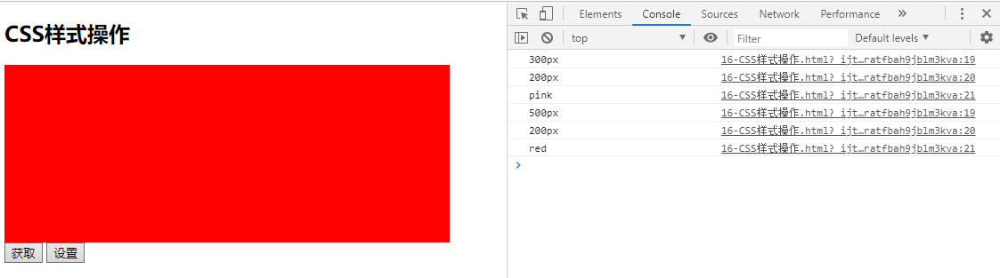 CSS样式操作
获取 设置
Elements Console Sources Network Performance »
top Filter Default levels
300px 16-CSS样式操作.html?_ijt…ratfbah9jblm3kva:19
200px 16-CSS样式操作.html?_ijt…ratfbah9jblm3kva:20
pink 16-CSS样式操作.html?_ijt…ratfbah9jblm3kva:21
500px 16-CSS样式操作.html?_ijt…ratfbah9jblm3kva:19
200px 16-CSS样式操作.html?_ijt…ratfbah9jblm3kva:20
red 16-CSS样式操作.html?_ijt…ratfbah9jblm3kva:21